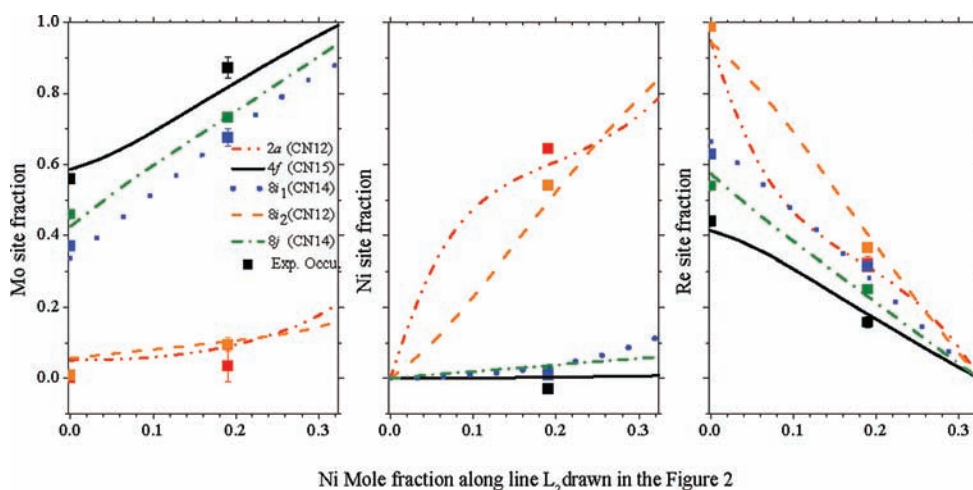 Mo site fraction
1.0
0.8
0.6
0.4
0.2
0.0
2a (CN12)
4f (CN15)
8i1 (CN14)
8i2 (CN12)
8j (CN14)
Exp. Occu.
0.0 0.1 0.2 0.3
Ni site fraction
0.0 0.1 0.2 0.3
Re site fraction
0.0 0.1 0.2 0.3
Ni Mole fraction along line L2 drawn in the Figure 2